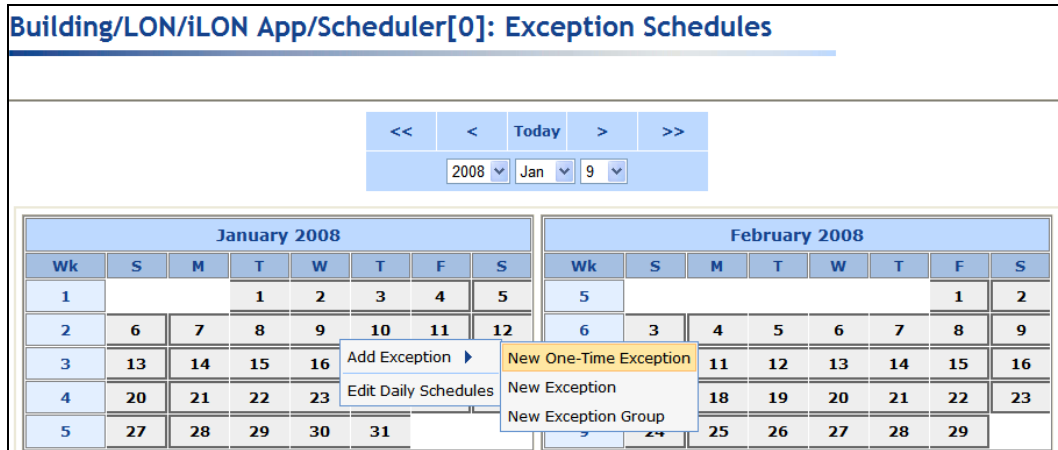 Building/LON/iLON App/Scheduler[0]: Exception Schedules
<< < Today > >>
2008 Jan 9
January 2008
Wk S M T W T F S
1 1 2 3 4 5
2 6 7 8 9 10 11 12
3 13 14 15 16
4 20 21 22 23
5 27 28 29 30 31
Add Exception
Edit Daily Schedules
New One-Time Exception
New Exception
New Exception Group
February 2008
Wk S M T W T F S
5 1 2
6 3 4 5 6 7 8 9
11 12 13 14 15 16
18 19 20 21 22 23
9 24 25 26 27 28 29